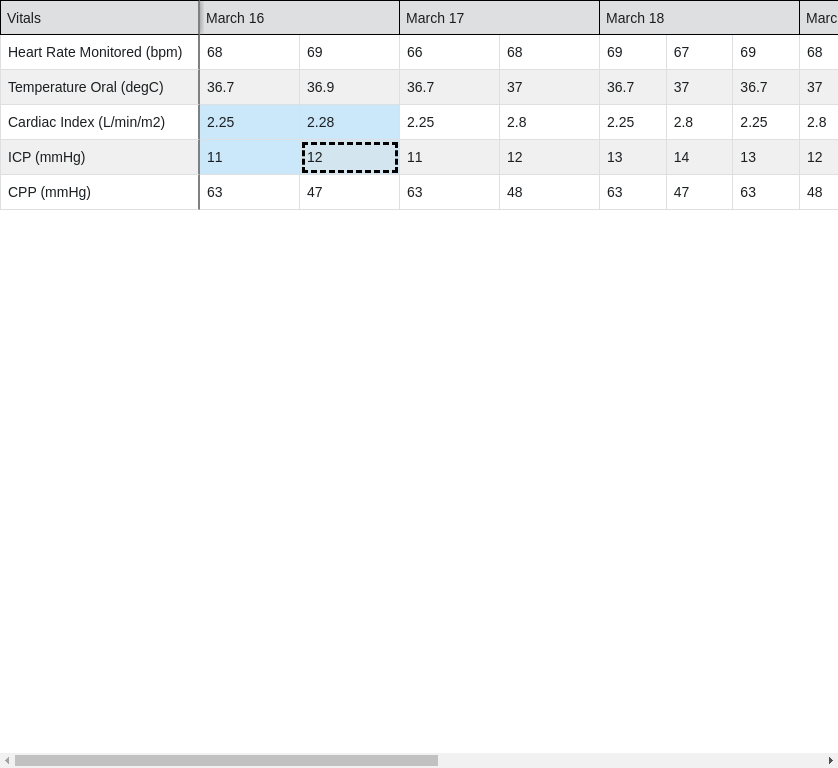 Vitals March 16 March 17 March 18 Marc
Heart Rate Monitored (bpm) 68 69 66 68 69 67 69 68
Temperature Oral (degC) 36.7 36.9 36.7 37 36.7 37 36.7 37
Cardiac Index (L/min/m2) 2.25 2.28 2.25 2.8 2.25 2.8 2.25 2.8
ICP (mmHg) 11 12 11 12 13 14 13 12
CPP (mmHg) 63 47 63 48 63 47 63 48